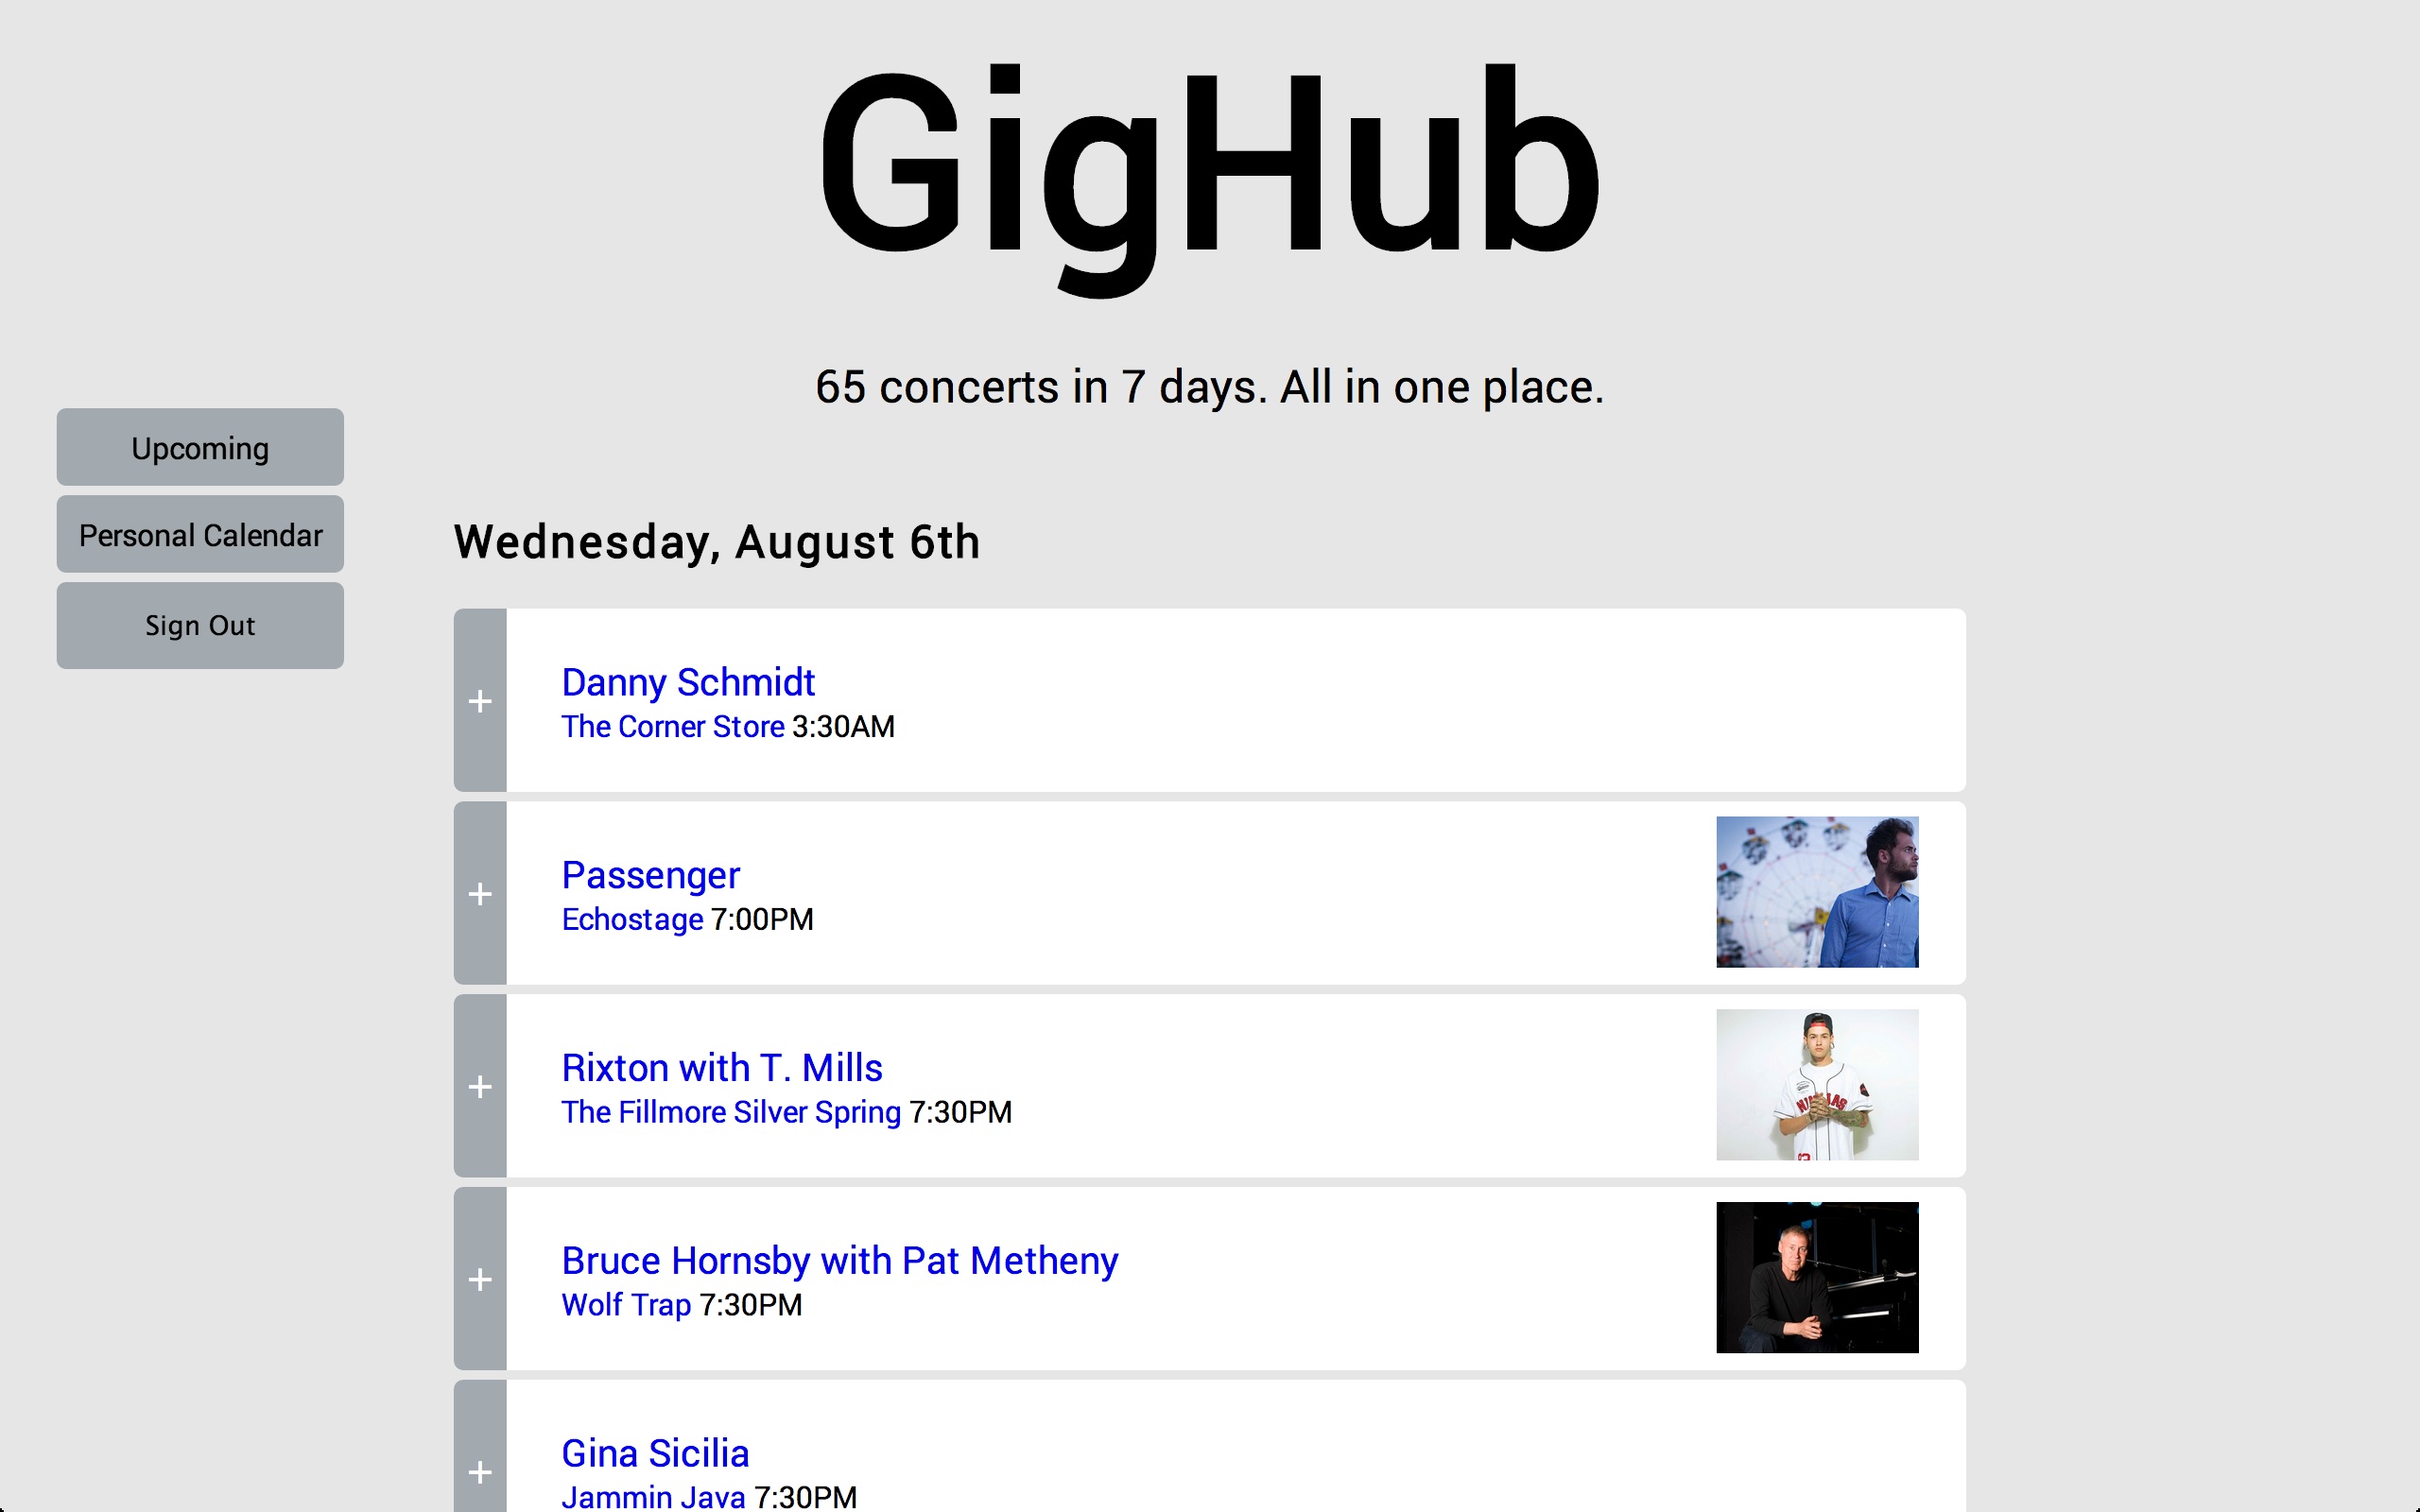 GigHub
65 concerts in 7 days. All in one place.
Upcoming
Personal Calendar
Sign Out
Wednesday, August 6th
+
Danny Schmidt
The Corner Store 3:30AM
+
Passenger
Echostage 7:00PM
+
Rixton with T. Mills
The Fillmore Silver Spring 7:30PM
+
Bruce Hornsby with Pat Metheny
Wolf Trap 7:30PM
+
Gina Sicilia
Jammin Java 7:30PM